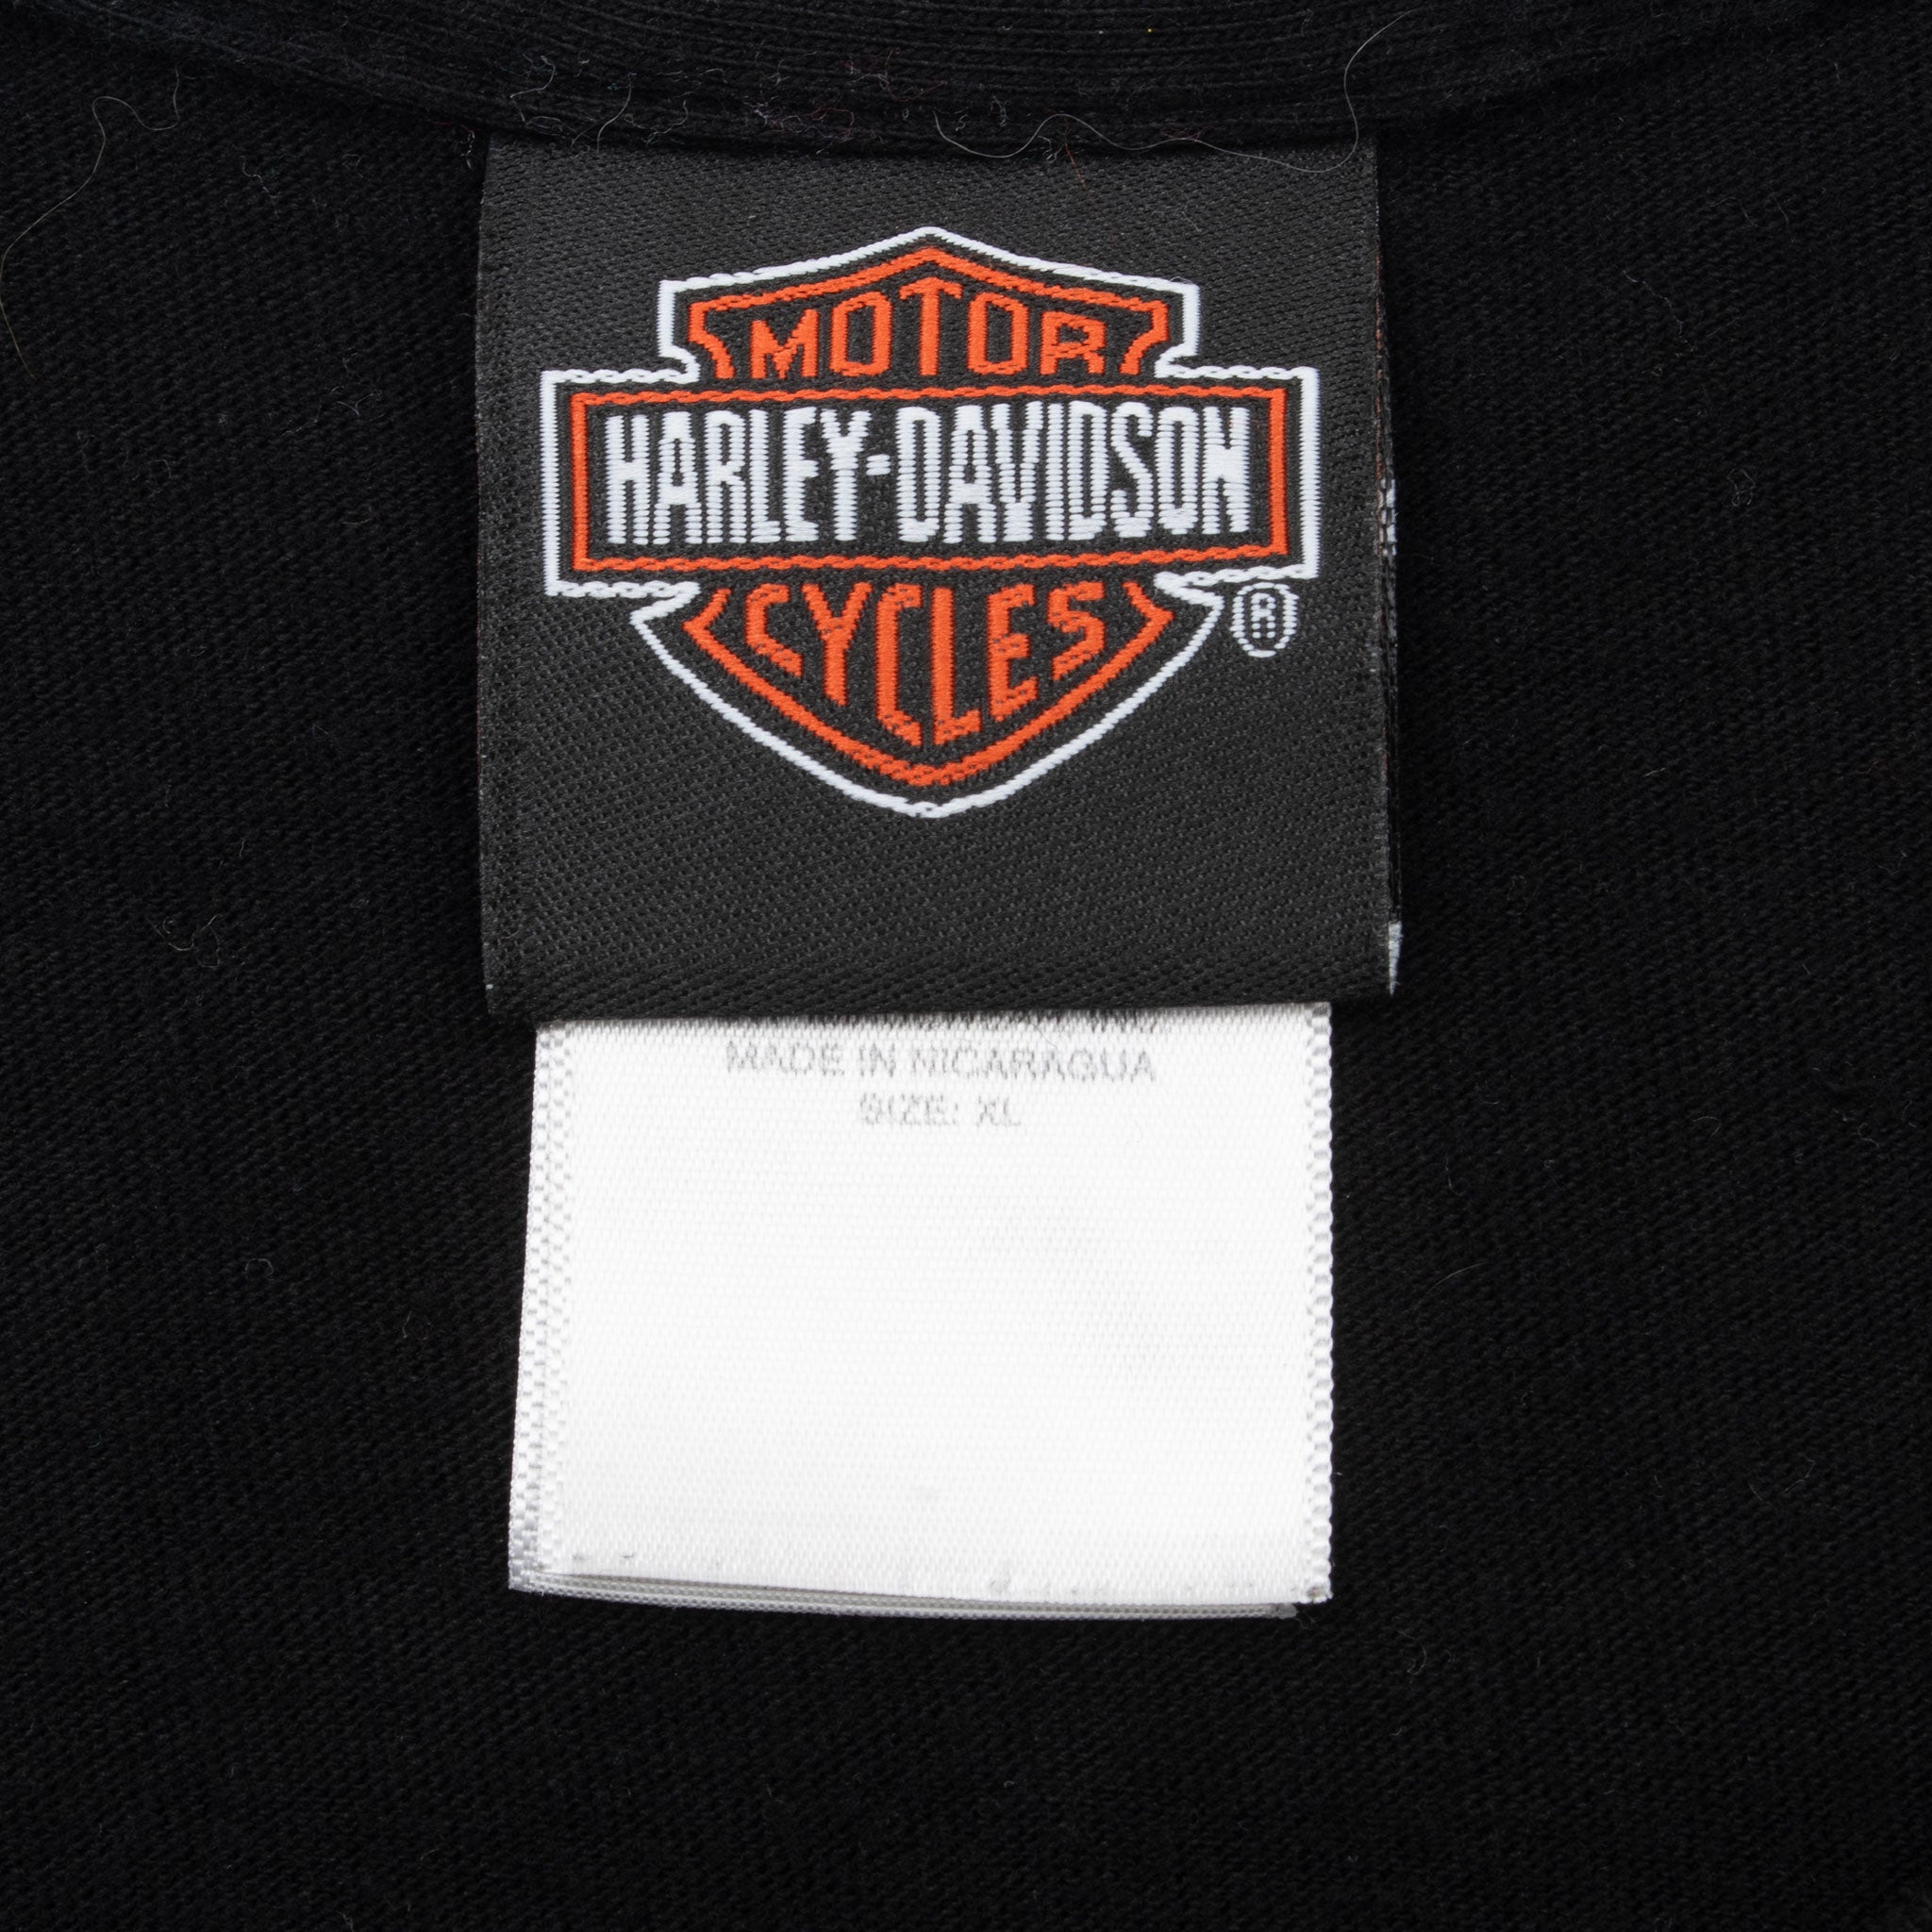 MOTOR
HARLEY-DAVIDSON
CYCLES
®
MADE IN NICARAGUA
SIZE: XL